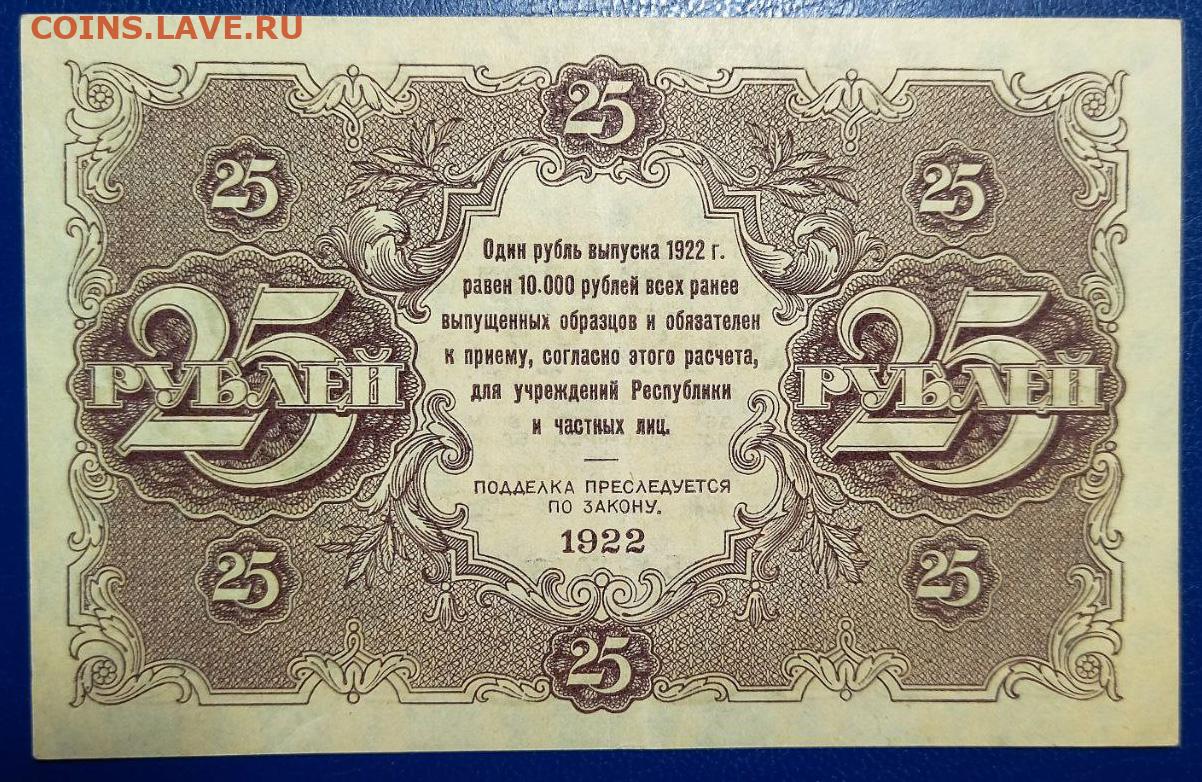 COINS.LAVE.RU
25
25
25
Один рубль выпуска 1922 г.
равен 10.000 рублей всех ранее
выпущенных образцов и обязателен
к приему, согласно этого расчета,
для учреждений Республики
и частных лиц.
25
РУБЛЕЙ
25
РУБЛЕЙ
ПОДДЕЛКА ПРЕСЛЕДУЕТСЯ
ПО ЗАКОНУ.
1922
25
25
25